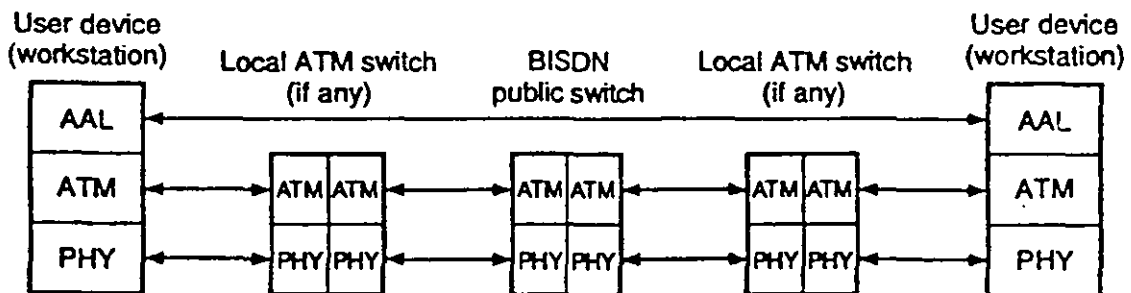 User device
(workstation)
Local ATM switch
(if any)
BISDN
public switch
Local ATM switch
(if any)
User device
(workstation)
AAL
AAL
ATM
ATM ATM
ATM ATM
ATM ATM
ATM
PHY
PHY PHY
PHY PHY
PHY PHY
PHY